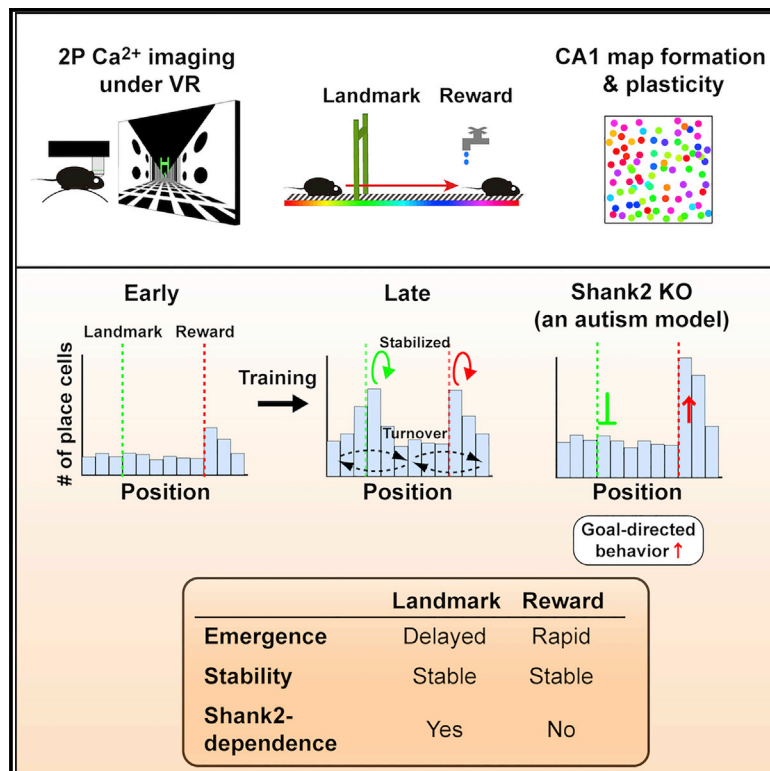 2P Ca2+ imaging
under VR
Landmark
Reward
CA1 map formation
& plasticity
Early
Landmark
Reward
# of place cells
Position
Training
Late
Stabilized
Turnover
Position
Shank2 KO
(an autism model)
Position
Goal-directed
behavior ↑
Landmark Reward
Emergence Delayed Rapid
Stability Stable Stable
Shank2-
dependence Yes No